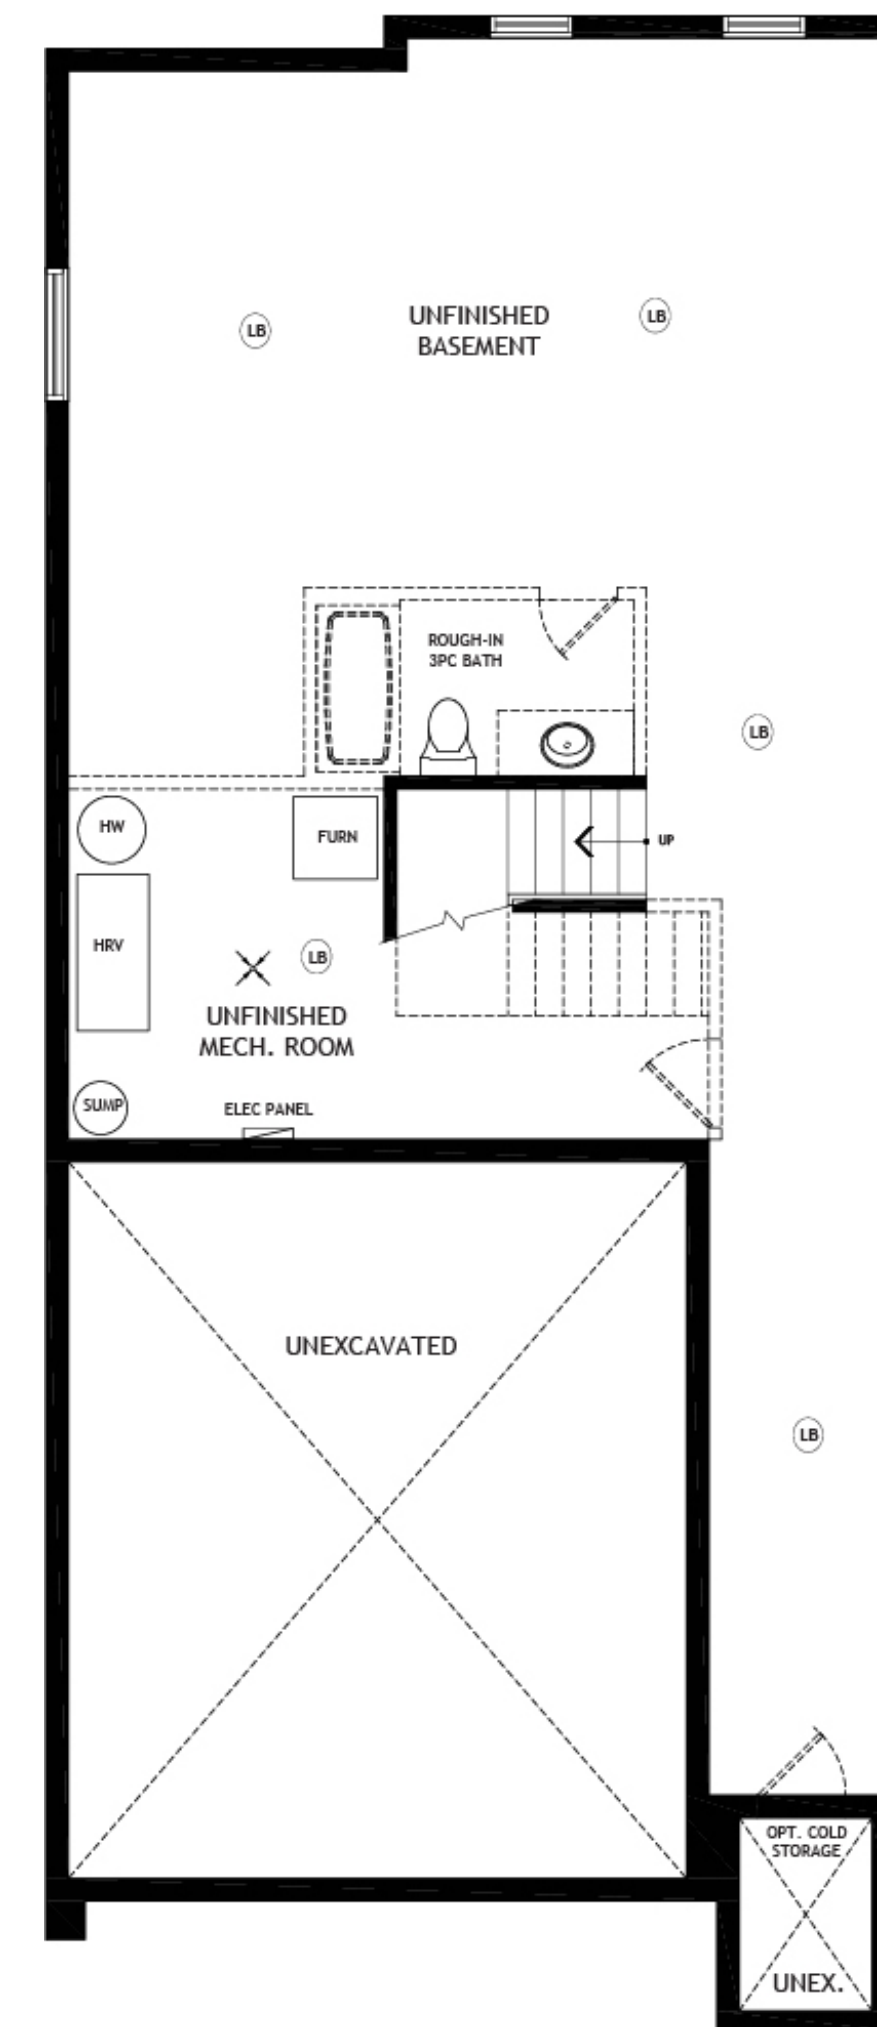 LB
UNFINISHED
BASEMENT
LB
ROUGH-IN
3PC BATH
LB
HW
FURN
UP
HRV
LB
UNFINISHED
MECH. ROOM
SUMP
ELEC PANEL
UNEXCAVATED
LB
OPT. COLD
STORAGE
UNEX.